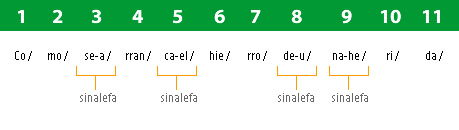 1 2 3 4 5 6 7 8 9 10 11
Co / mo / se-a / rran / ca-el / hie / rro / de-u / na-he / ri / da /
sinalefa sinalefa sinalefa sinalefa